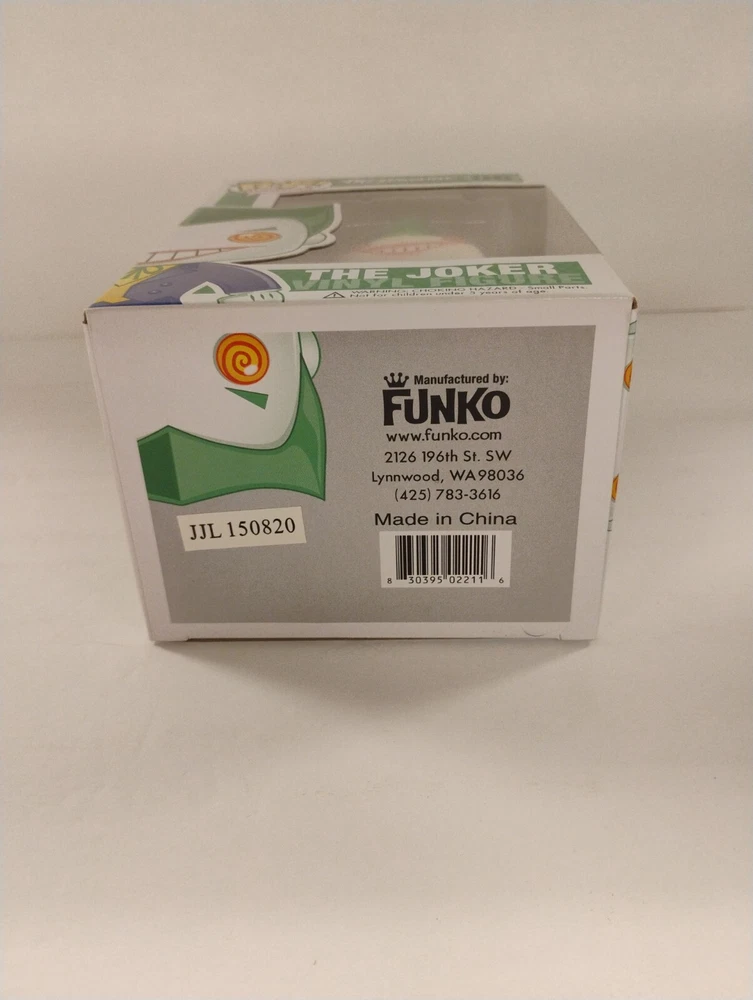 THE JOKER
VINYL FIGURE
WARNING: CHOKING HAZARD - Small Parts.
Not for children under 3 years of age.
Manufactured by:
FUNKO
www.funko.com
2126 196th St. SW
Lynnwood, WA 98036
(425) 783-3616
Made in China
JJL 150820
8 30395 02211 6